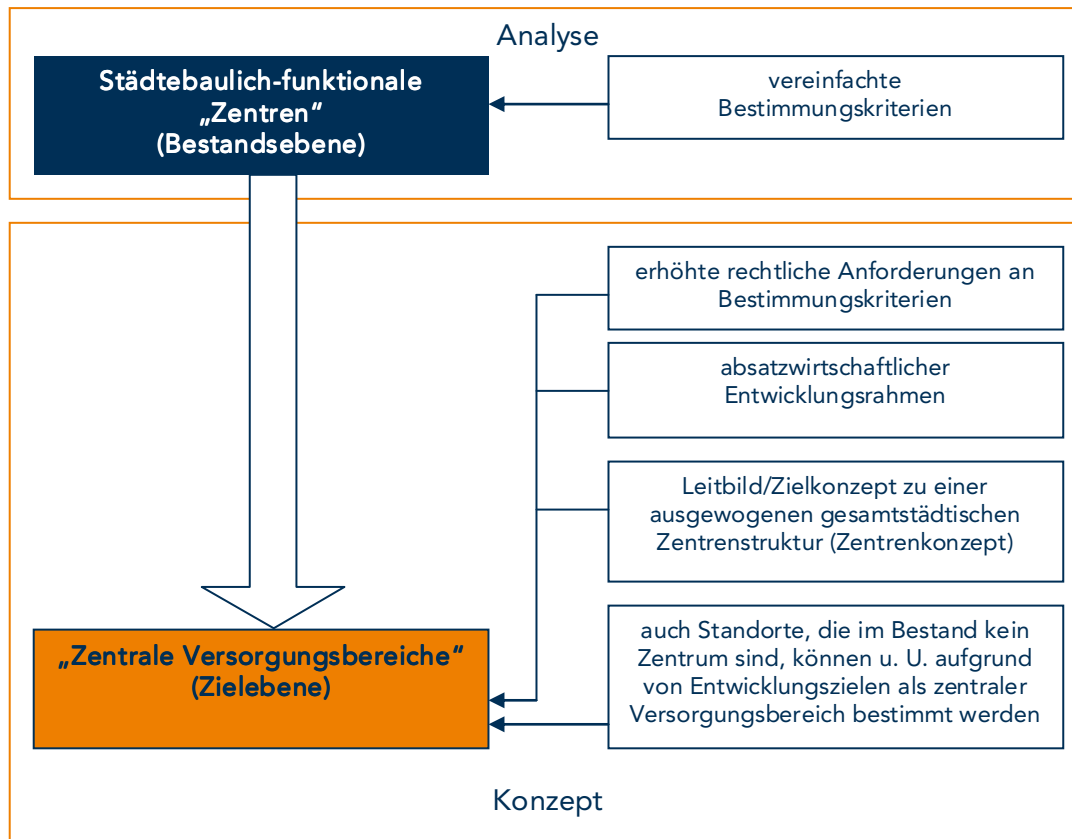 Analyse
Städtebaulich-funktionale
„Zentren“
(Bestandsebene)
vereinfachte
Bestimmungskriterien
erhöhte rechtliche Anforderungen an
Bestimmungskriterien
absatzwirtschaftlicher
Entwicklungsrahmen
Leitbild/Zielkonzept zu einer
ausgewogenen gesamtstädtischen
Zentrenstruktur (Zentrenkonzept)
„Zentrale Versorgungsbereiche“
(Zielebene)
auch Standorte, die im Bestand kein
Zentrum sind, können u. U. aufgrund
von Entwicklungszielen als zentraler
Versorgungsbereich bestimmt werden
Konzept